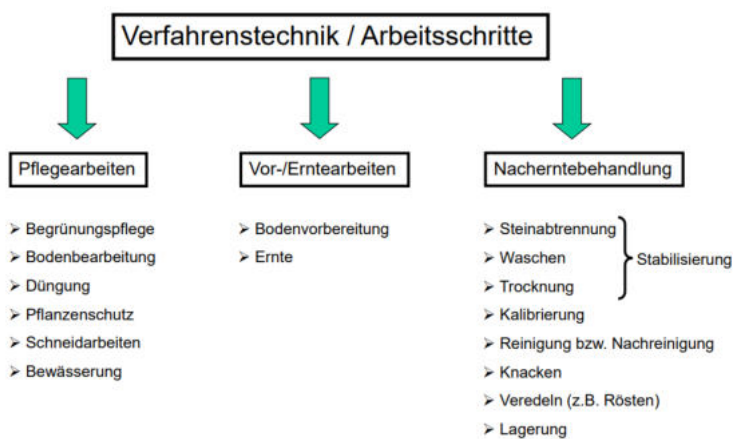 Verfahrenstechnik / Arbeitsschritte
Pflegearbeiten
Begrünungspflege
Bodenbearbeitung
Düngung
Pflanzenschutz
Schneidarbeiten
Bewässerung
Vor-/Erntearbeiten
Bodenvorbereitung
Ernte
Nacherntebehandlung
Steinabtrennung
Waschen
Trocknung
Stabilisierung
Kalibrierung
Reinigung bzw. Nachreinigung
Knacken
Veredeln (z.B. Rösten)
Lagerung